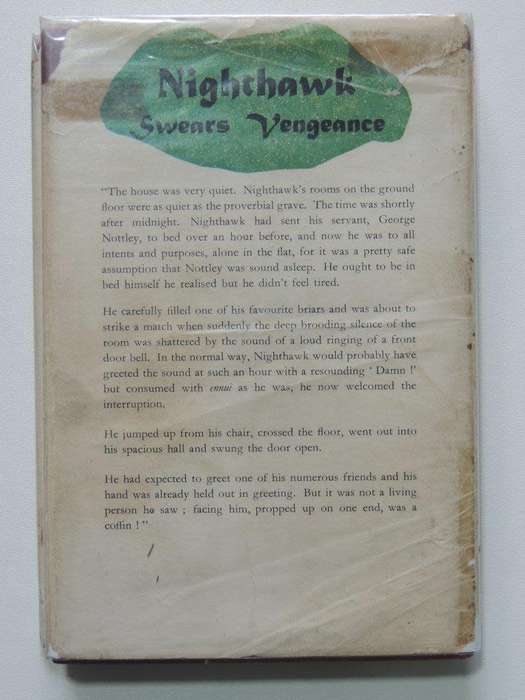 Nighthawk
Swears Vengeance
"The house was very quiet. Nighthawk's rooms on the ground
floor were as quiet as the proverbial grave. The time was shortly
after midnight. Nighthawk had sent his servant, George
Nottley, to bed over an hour before, and now he was to all
intents and purposes, alone in the flat, for it was a pretty safe
assumption that Nottley was sound asleep. He ought to be in
bed himself he realised but he didn't feel tired.
He carefully filled one of his favourite briars and was about to
strike a match when suddenly the deep brooding silence of the
room was shattered by the sound of a loud ringing of a front
door bell. In the normal way, Nighthawk would probably have
greeted the sound at such an hour with a resounding ' Damn !'
but consumed with ennui as he was, he now welcomed the
interruption.
He jumped up from his chair, crossed the floor, went out into
his spacious hall and swung the door open.
He had expected to greet one of his numerous friends and his
hand was already held out in greeting. But it was not a living
person he saw ; facing him, propped up on one end, was a
coffin ! "